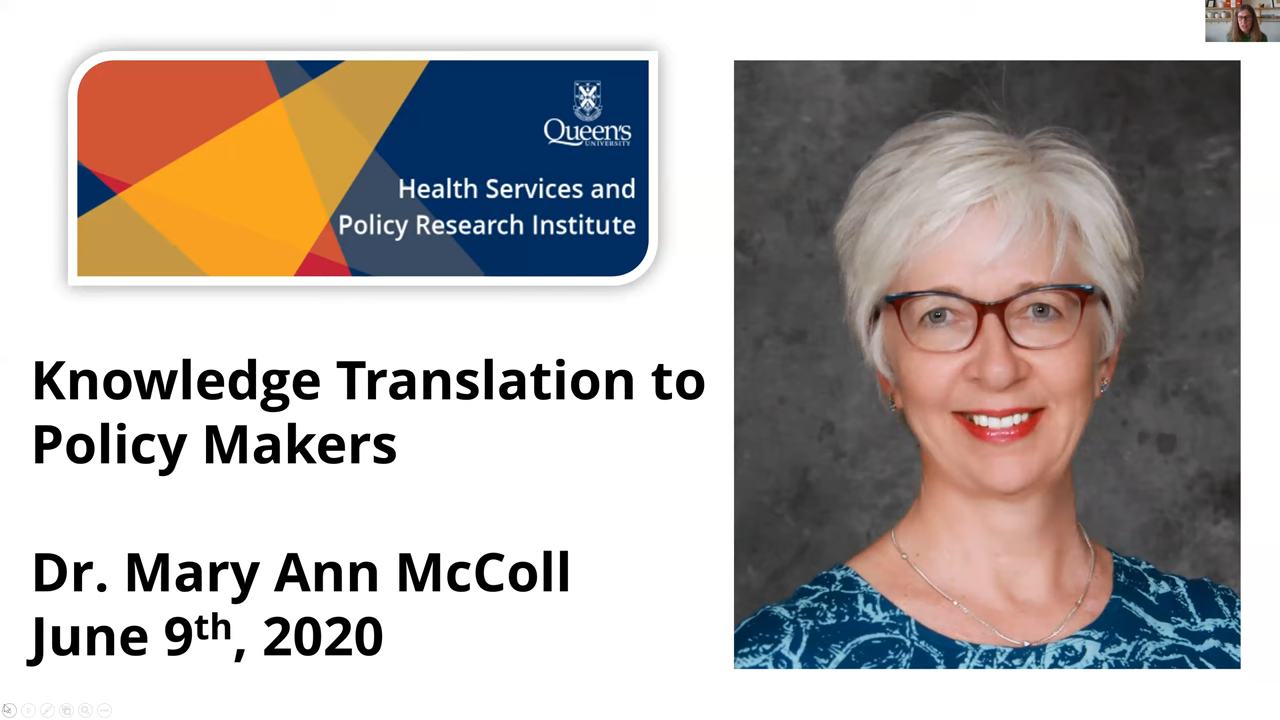 Queen's
UNIVERSITY
Health Services and
Policy Research Institute
Knowledge Translation to
Policy Makers
Dr. Mary Ann McColl
June 9th, 2020